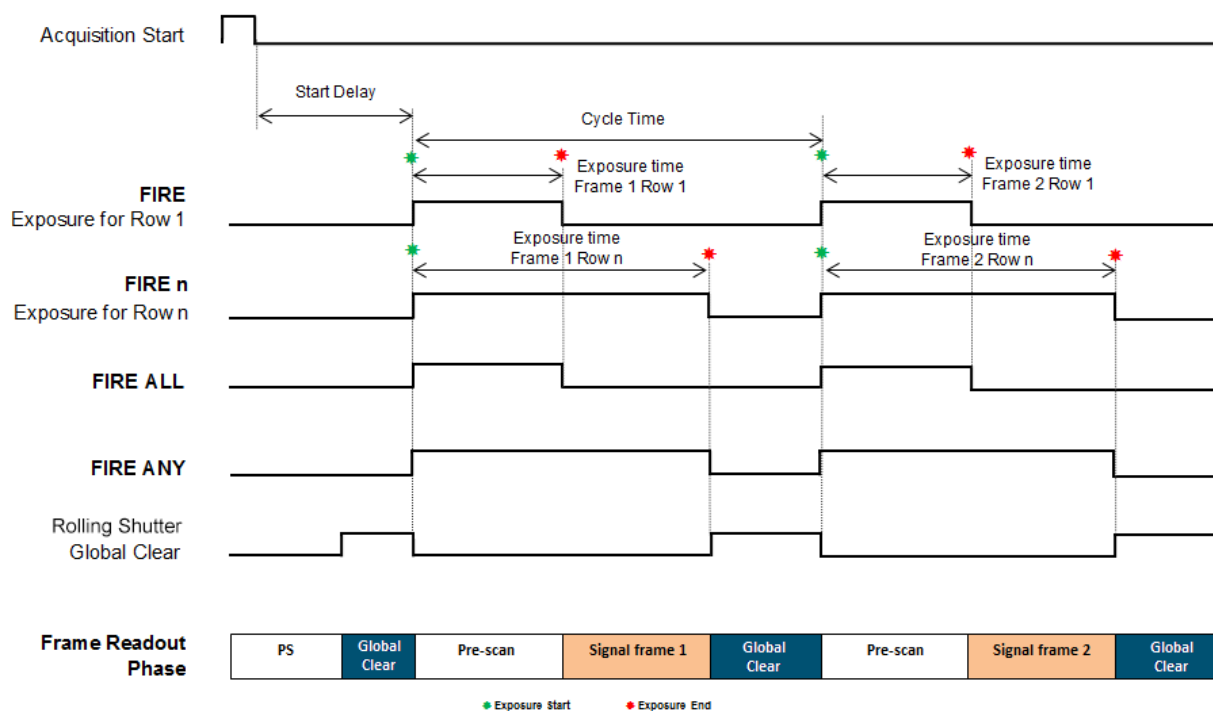 Acquisition Start
Start Delay
Cycle Time
Exposure time
Frame 1 Row 1
Exposure time
Frame 2 Row 1
FIRE
Exposure for Row 1
Exposure time
Frame 1 Row n
Exposure time
Frame 2 Row n
FIRE n
Exposure for Row n
FIRE ALL
FIRE ANY
Rolling Shutter
Global Clear
Frame Readout
Phase
PS
Global
Clear
Pre-scan
Signal frame 1
Global
Clear
Pre-scan
Signal frame 2
Global
Clear
Exposure Start
Exposure End